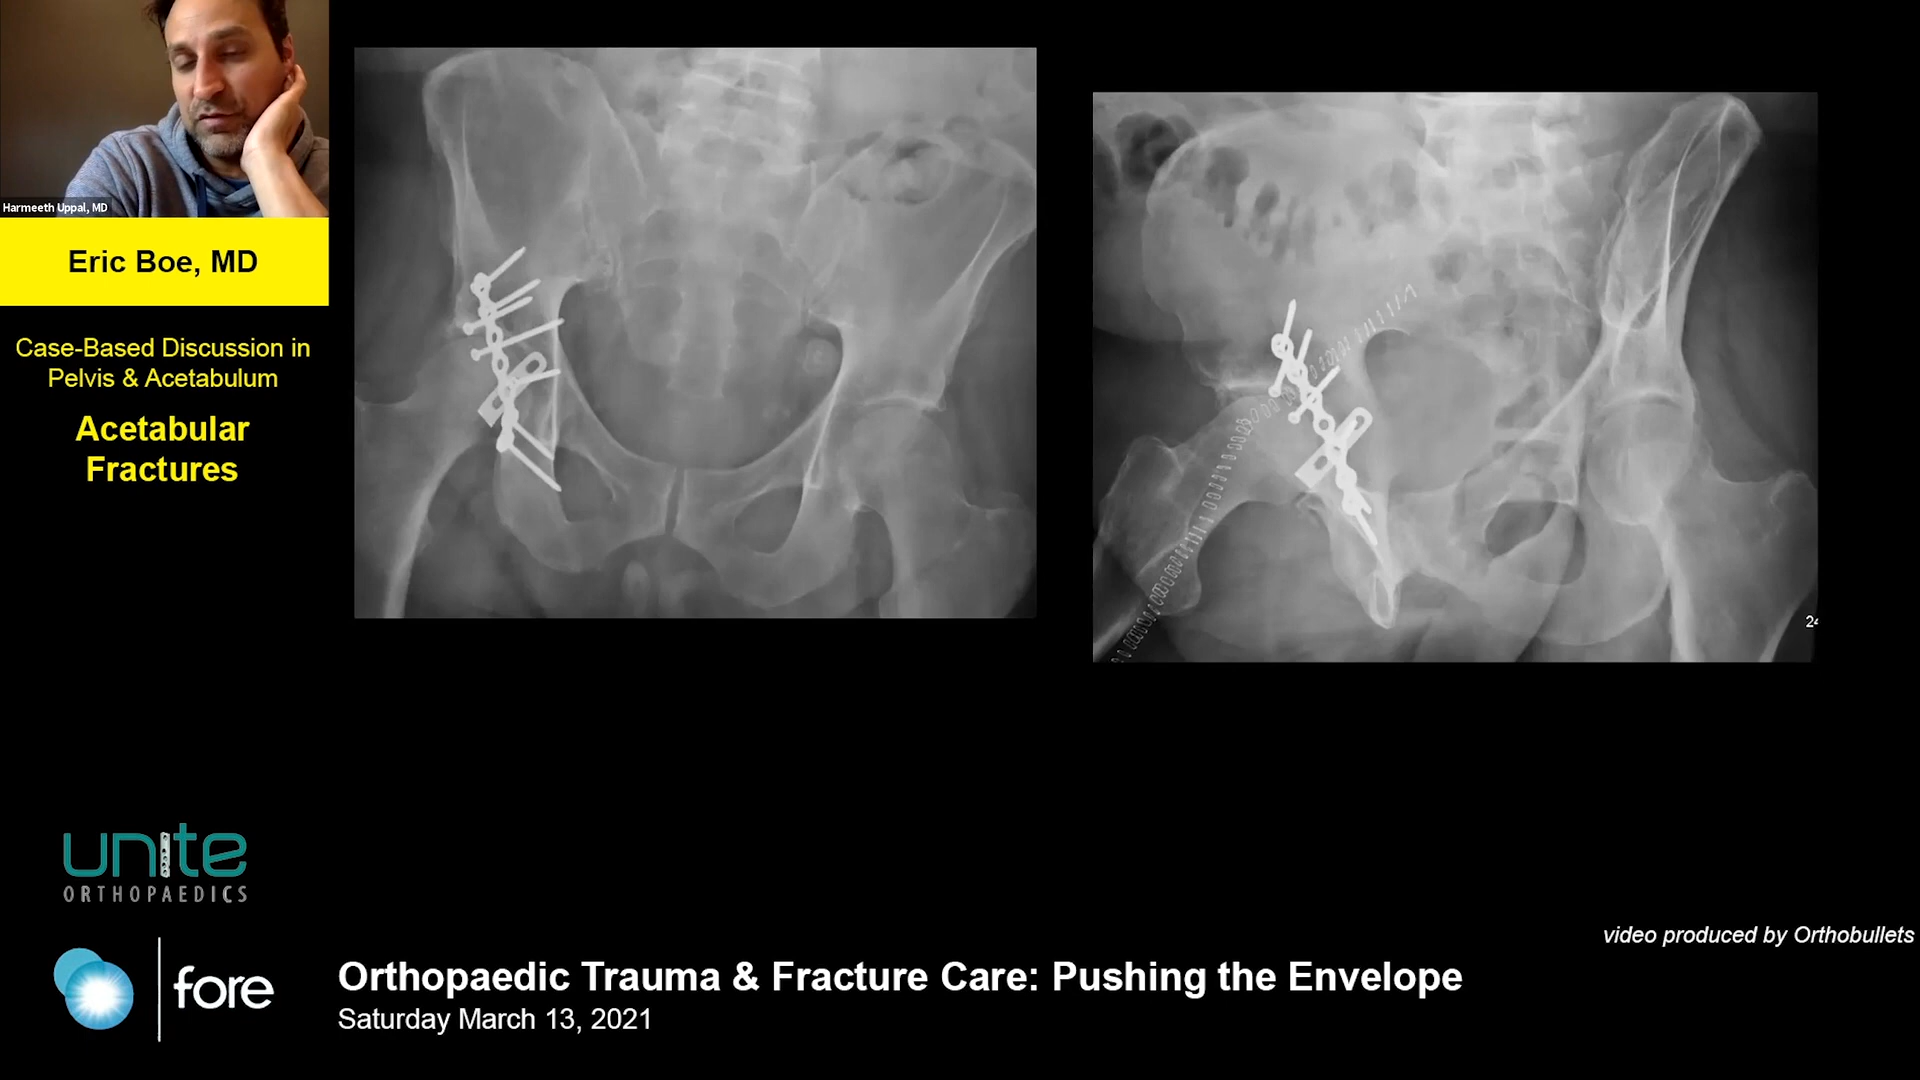 Harmeeth Uppal, MD
Eric Boe, MD
Case-Based Discussion in
Pelvis & Acetabulum
Acetabular
Fractures
24
unite
ORTHOPAEDICS
fore
video produced by Orthobullets
Orthopaedic Trauma & Fracture Care: Pushing the Envelope
Saturday March 13, 2021